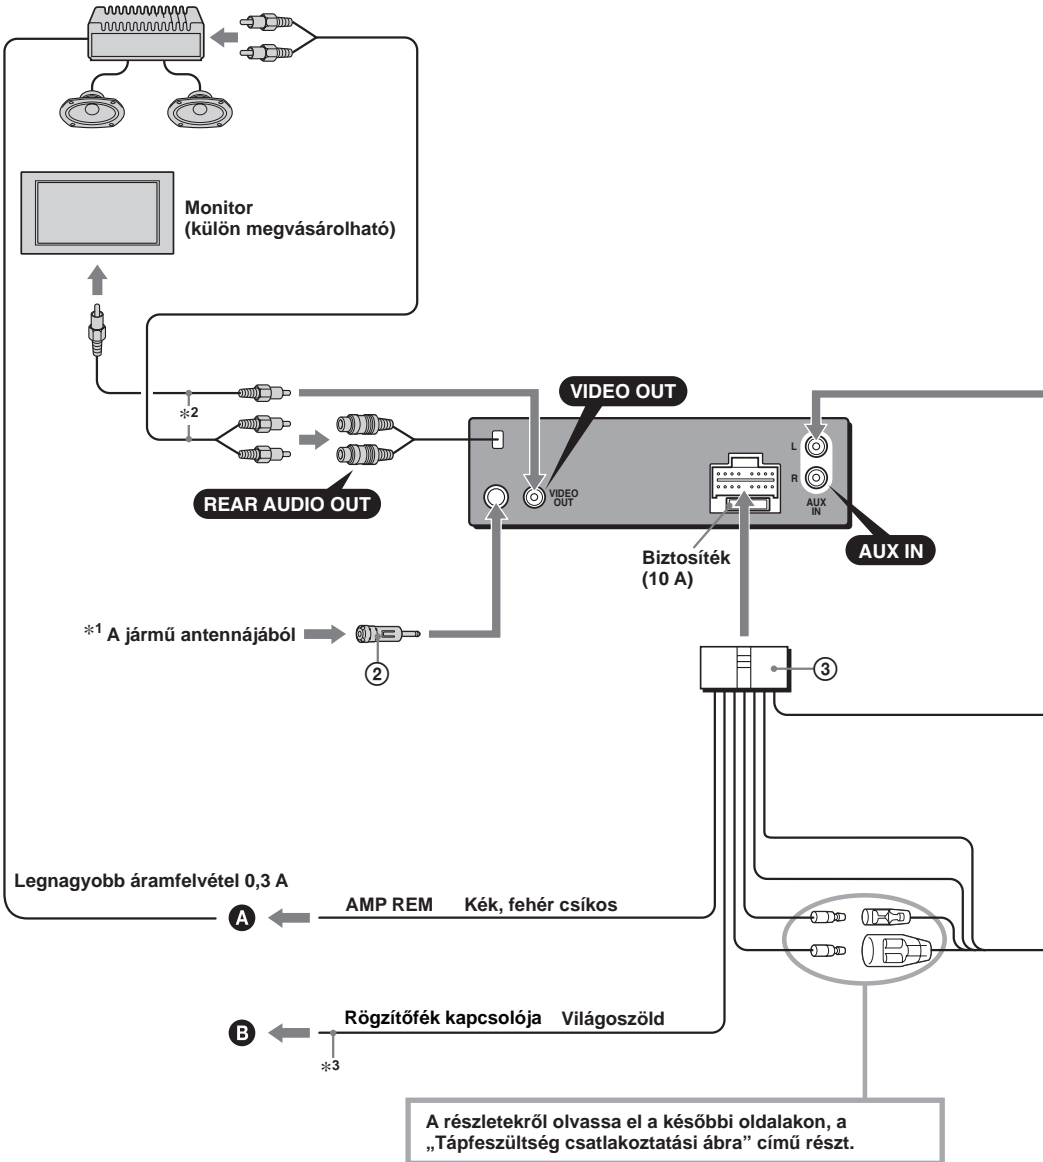 Monitor
(külön megvásárolható)
*2
VIDEO OUT
REAR AUDIO OUT
VIDEO
OUT
L
R
AUX
IN
AUX IN
Biztosíték
(10 A)
*1 A jármű antennájából
②
③
Legnagyobb áramfelvétel 0,3 A
A
AMP REM Kék, fehér csíkos
B
Rögzítőfék kapcsolója Világoszöld
*3
A részletekről olvassa el a későbbi oldalakon, a
„Tápfeszültség csatlakoztatási ábra” című részt.